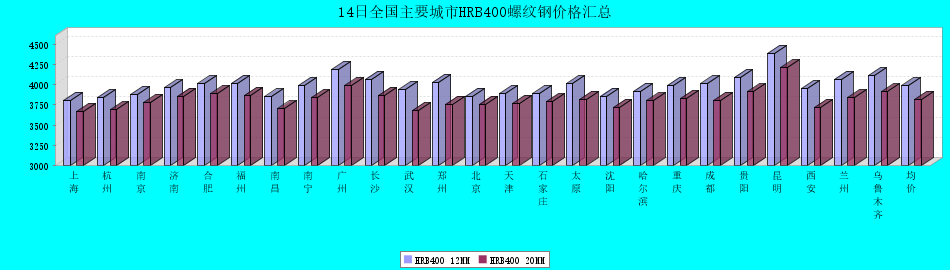 14日全国主要城市HRB400螺纹钢价格汇总
4500
4250
4000
3750
3500
3250
3000
上海
杭州
南京
济南
合肥
福州
南昌
南宁
广州
长沙
武汉
郑州
北京
天津
石家庄
太原
沈阳
哈尔滨
重庆
成都
贵阳
昆明
西安
兰州
乌鲁木齐
均价
HRB400 12MM
HRB400 20MM